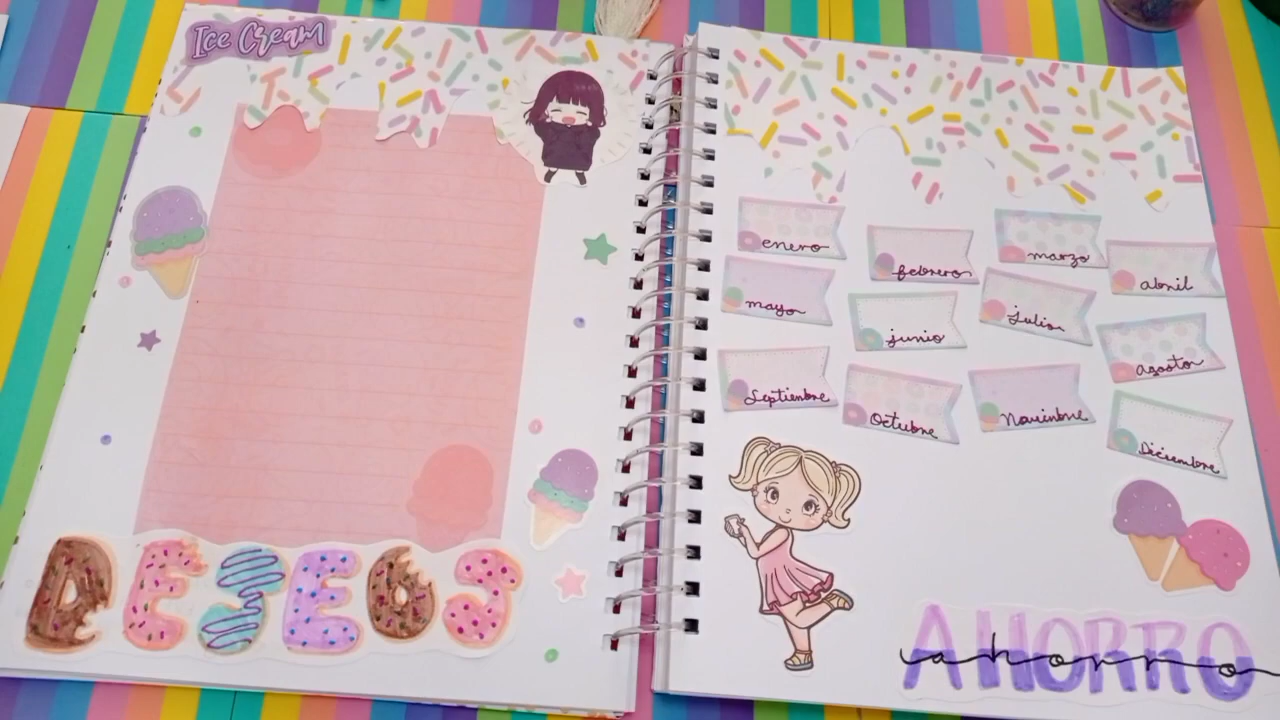 Ice Cream
DESEOS
enero
febrero
marzo
abril
mayo
junio
julio
agosto
Septiembre
Octubre
Noviembre
Diciembre
AHORRO
ahorro